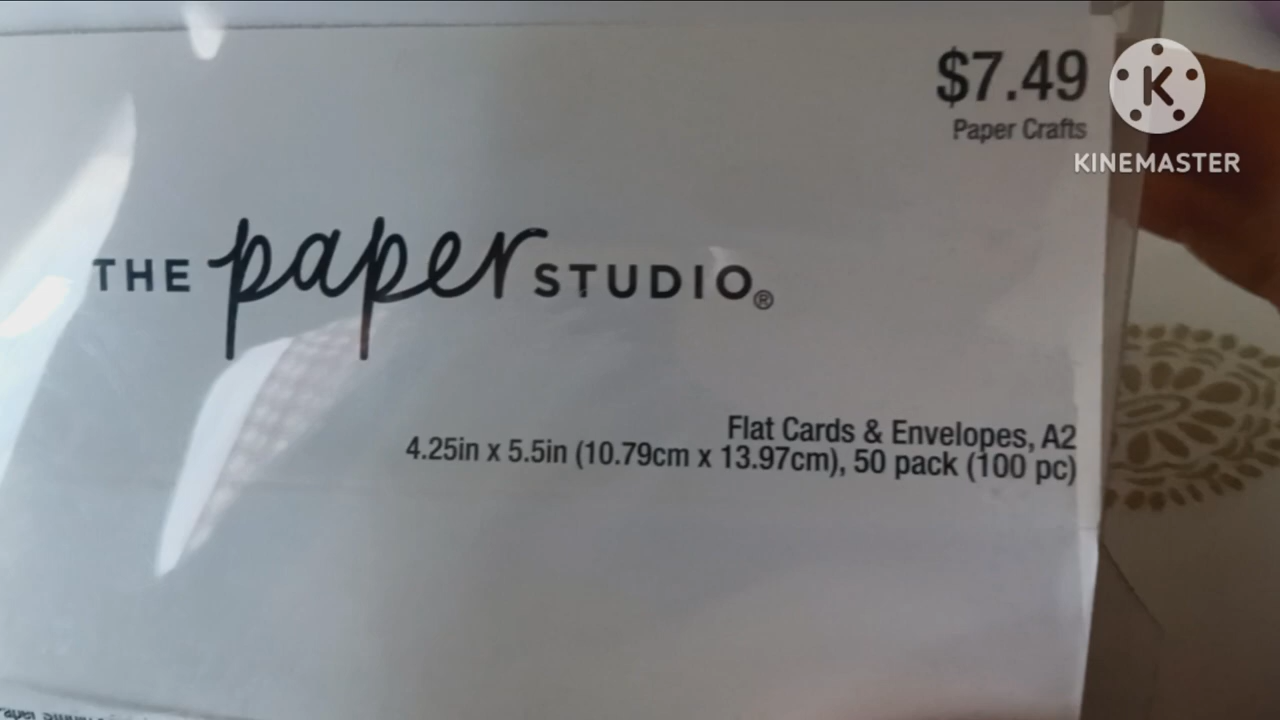 $7.49
Paper Crafts
K
KINEMASTER
THE paper STUDIO®
Flat Cards & Envelopes, A2
4.25in x 5.5in (10.79cm x 13.97cm), 50 pack (100 pc)